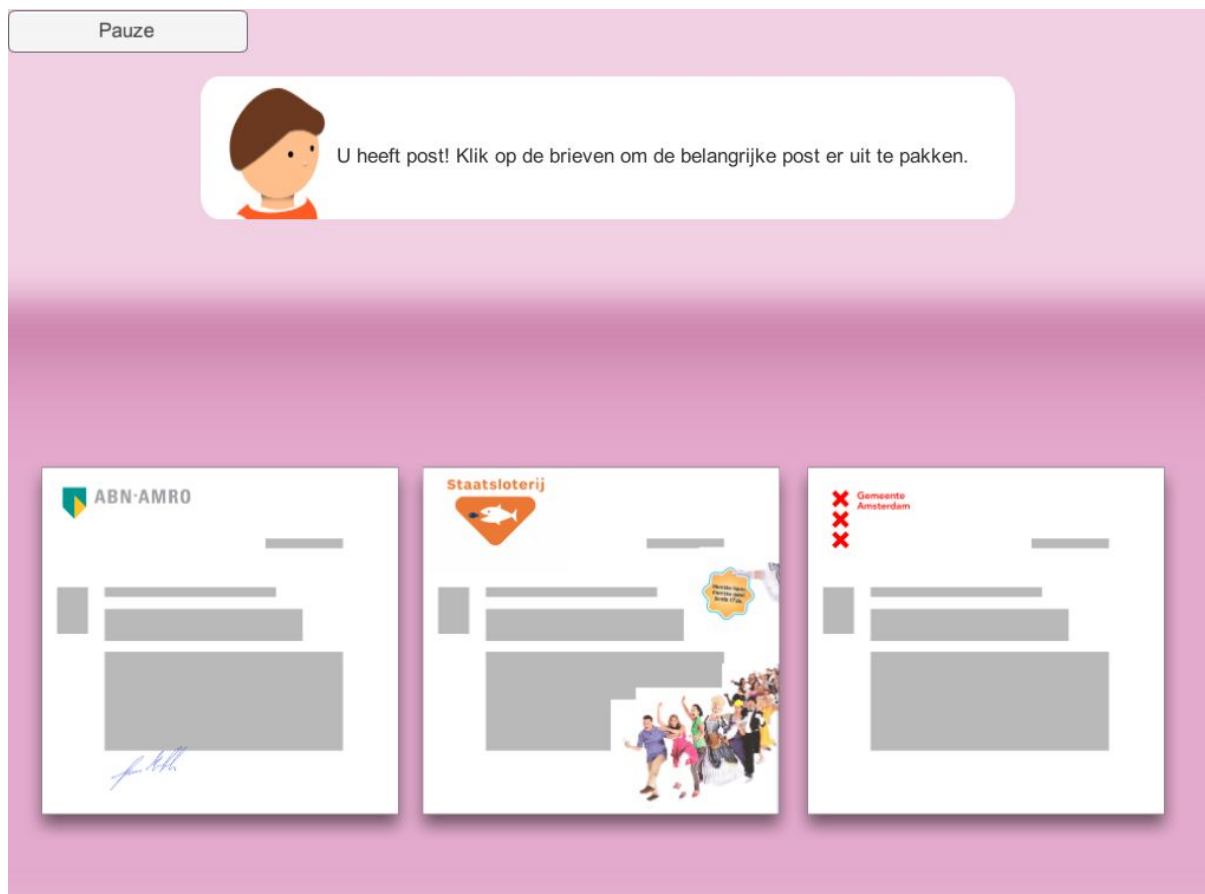 Pauze
U heeft post! Klik op de brieven om de belangrijke post er uit te pakken.
ABN·AMRO
Staatsloterij
Gemeente
Amsterdam